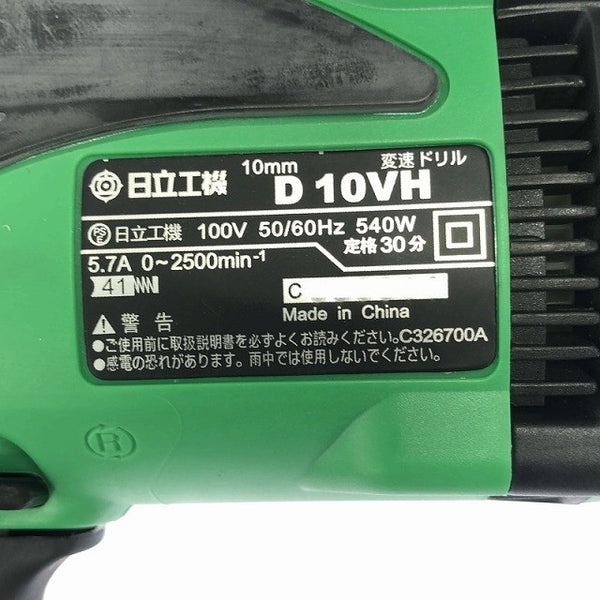 日立工機 10mm 変速ドリル
D 10VH
PSE 日立工機 100V 50/60Hz 540W
定格30分
5.7A 0～2500min-1
41
C
Made in China
警告
●ご使用前に取扱説明書を必ずよくお読みください。C326700A
●感電の恐れがあります。雨中では使用しないでください。
R